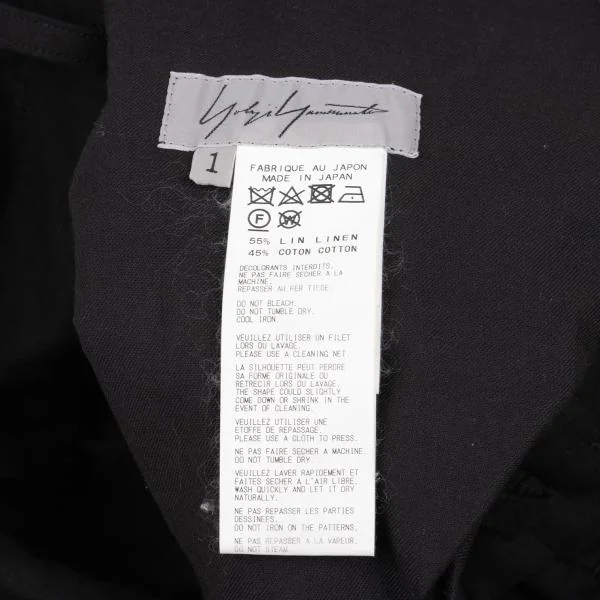 Yohji Yamamoto
1
FABRIQUE AU JAPON
MADE IN JAPAN
F
W
55% LIN LINEN
45% COTON COTTON
DECOLORANTS INTERDITS.
NE PAS FAIRE SECHER A LA
MACHINE.
REPASSER AU FER TIEDE.
DO NOT BLEACH.
DO NOT TUMBLE DRY.
COOL IRON.
VEUILLEZ UTILISER UN FILET
LORS DU LAVAGE.
PLEASE USE A CLEANING NET.
LA SILHOUETTE PEUT PERDRE
SA FORME ORIGINALE OU
RETRECIR LORS DU LAVAGE.
THE SHAPE COULD SLIGHTLY
COME DOWN OR SHRINK IN THE
EVENT OF CLEANING.
VEUILLEZ UTILISER UNE
ETOFFE DE REPASSAGE.
PLEASE USE A CLOTH TO PRESS.
NE PAS FAIRE SECHER A MACHINE.
DO NOT TUMBLE DRY.
VEUILLEZ LAVER RAPIDEMENT ET
FAITES SECHER A L'AIR LIBRE.
WASH QUICKLY AND LET IT DRY
NATURALLY.
NE PAS REPASSER LES PARTIES
DESSINEES.
DO NOT IRON ON THE PATTERNS.
NE PAS REPASSER A LA VAPEUR.
DO NOT STEAM.